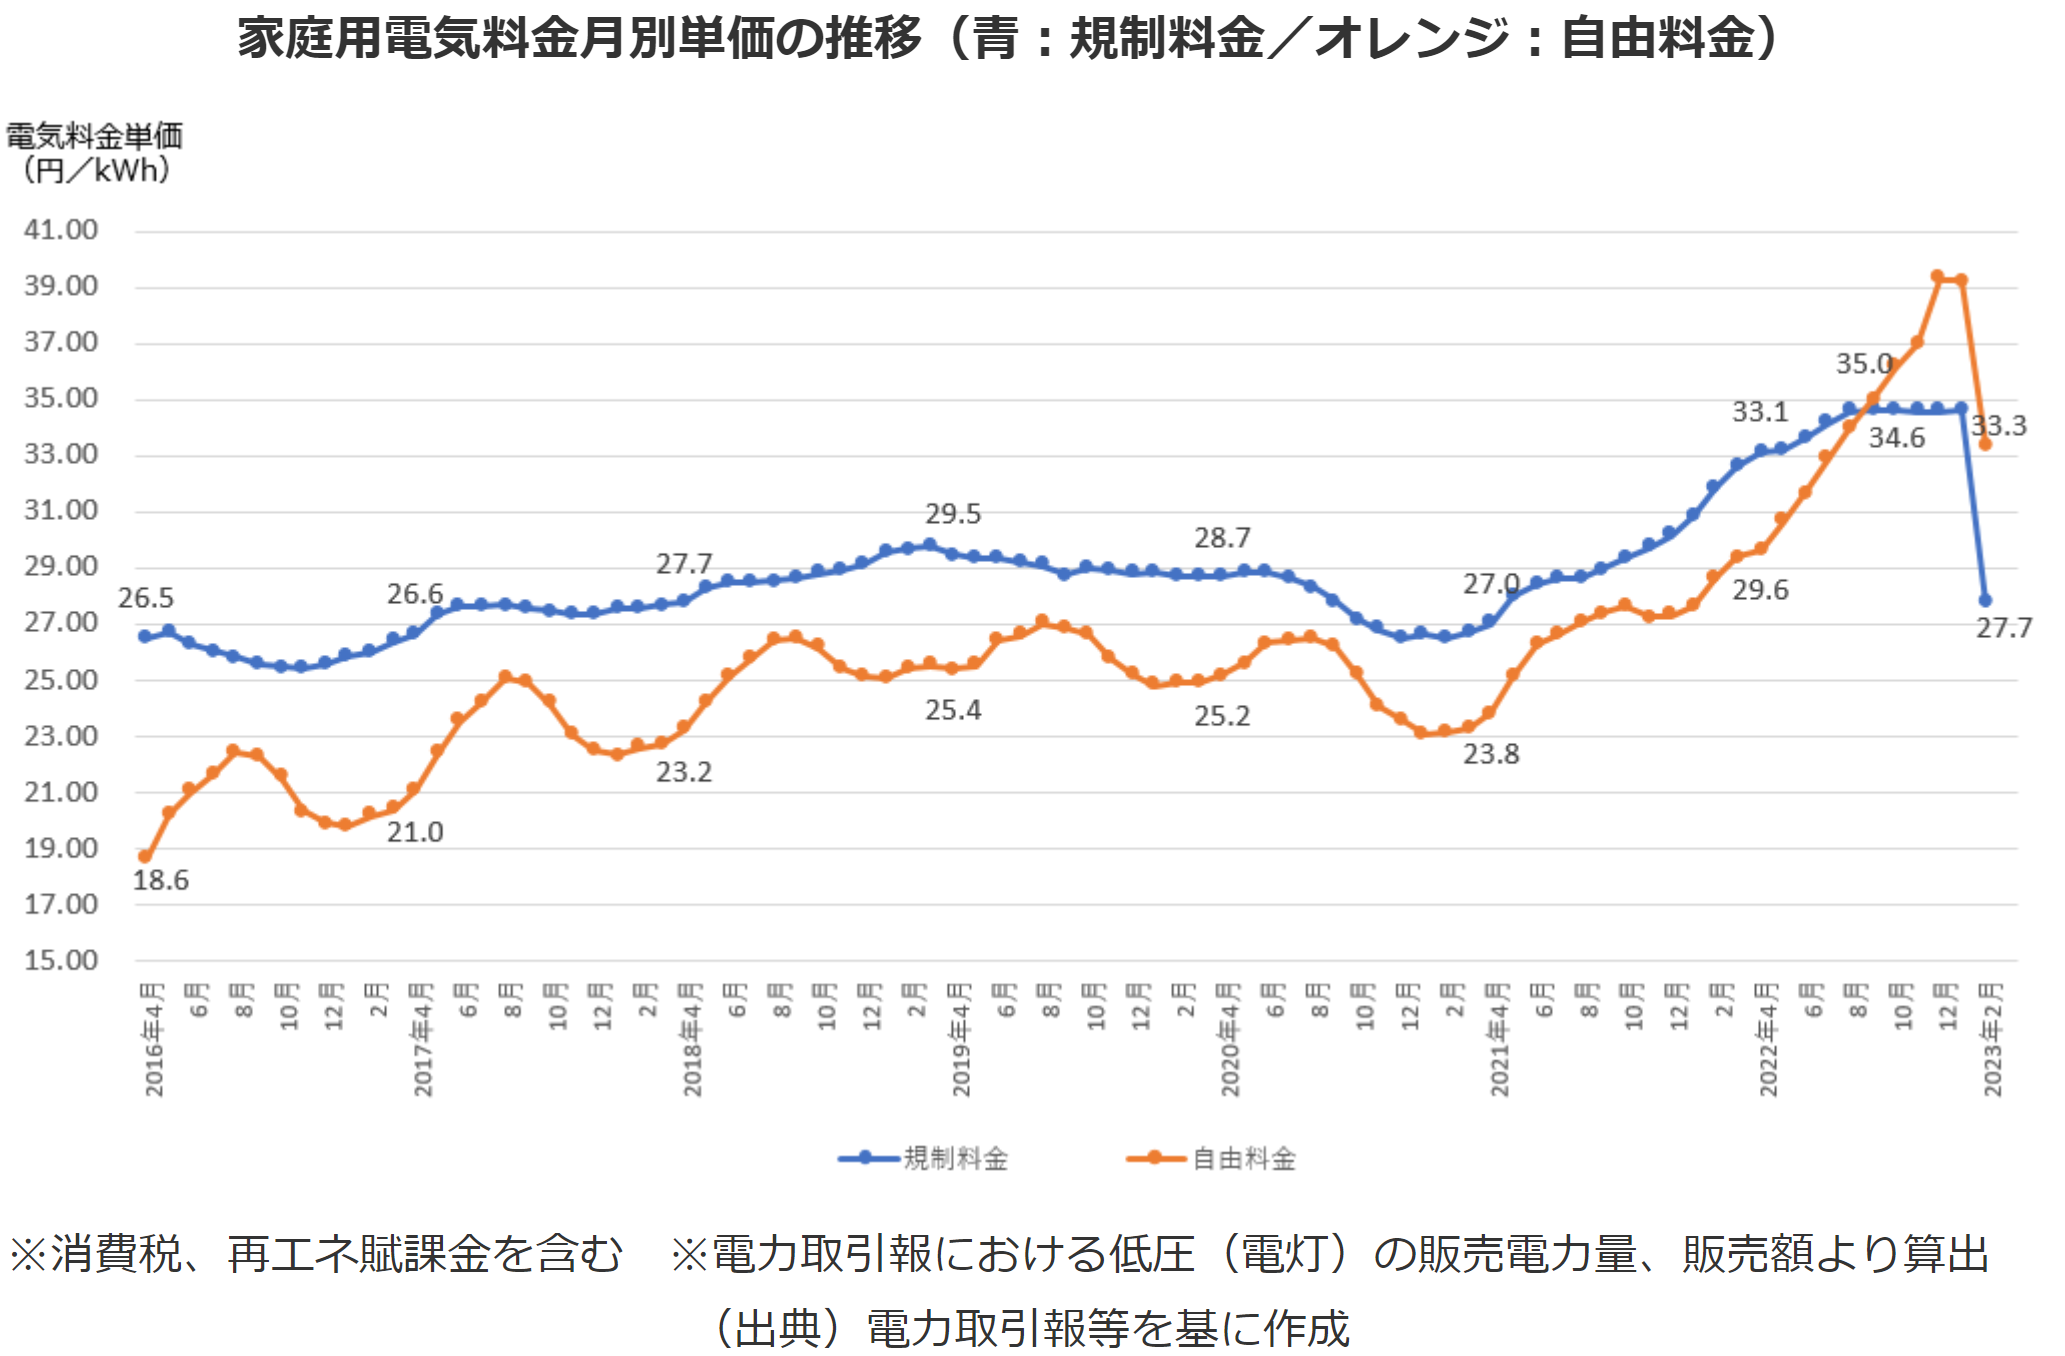 家庭用電気料金月別単価の推移（青：規制料金／オレンジ：自由料金）
電気料金単価
（円／kWh）
41.00
39.00
37.00
35.00
33.00
31.00
29.00
27.00
25.00
23.00
21.00
19.00
17.00
15.00
26.5
26.6
27.7
29.5
28.7
27.0
33.1
35.0
34.6
33.3
27.7
18.6
21.0
23.2
25.4
25.2
23.8
29.6
2016年4月
6月
8月
10月
12月
2月
2017年4月
6月
8月
10月
12月
2月
2018年4月
6月
8月
10月
12月
2月
2019年4月
6月
8月
10月
12月
2月
2020年4月
6月
8月
10月
12月
2月
2021年4月
6月
8月
10月
12月
2月
2022年4月
6月
8月
10月
12月
2023年2月
規制料金
自由料金
※消費税、再エネ賦課金を含む　※電力取引報における低圧（電灯）の販売電力量、販売額より算出
（出典）電力取引報等を基に作成